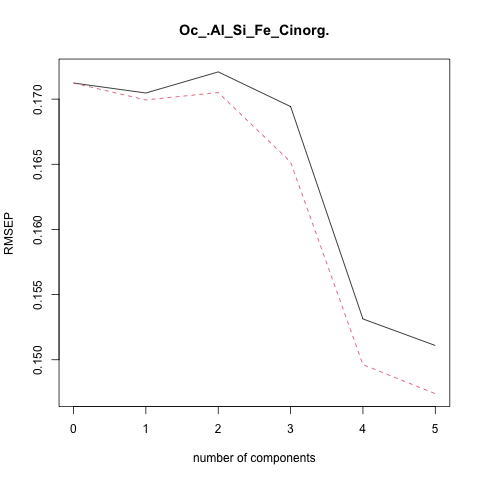 Oc_.Al_Si_Fe_Cinorg.
RMSEP
0.170
0.165
0.160
0.155
0.150
0 1 2 3 4 5
number of components